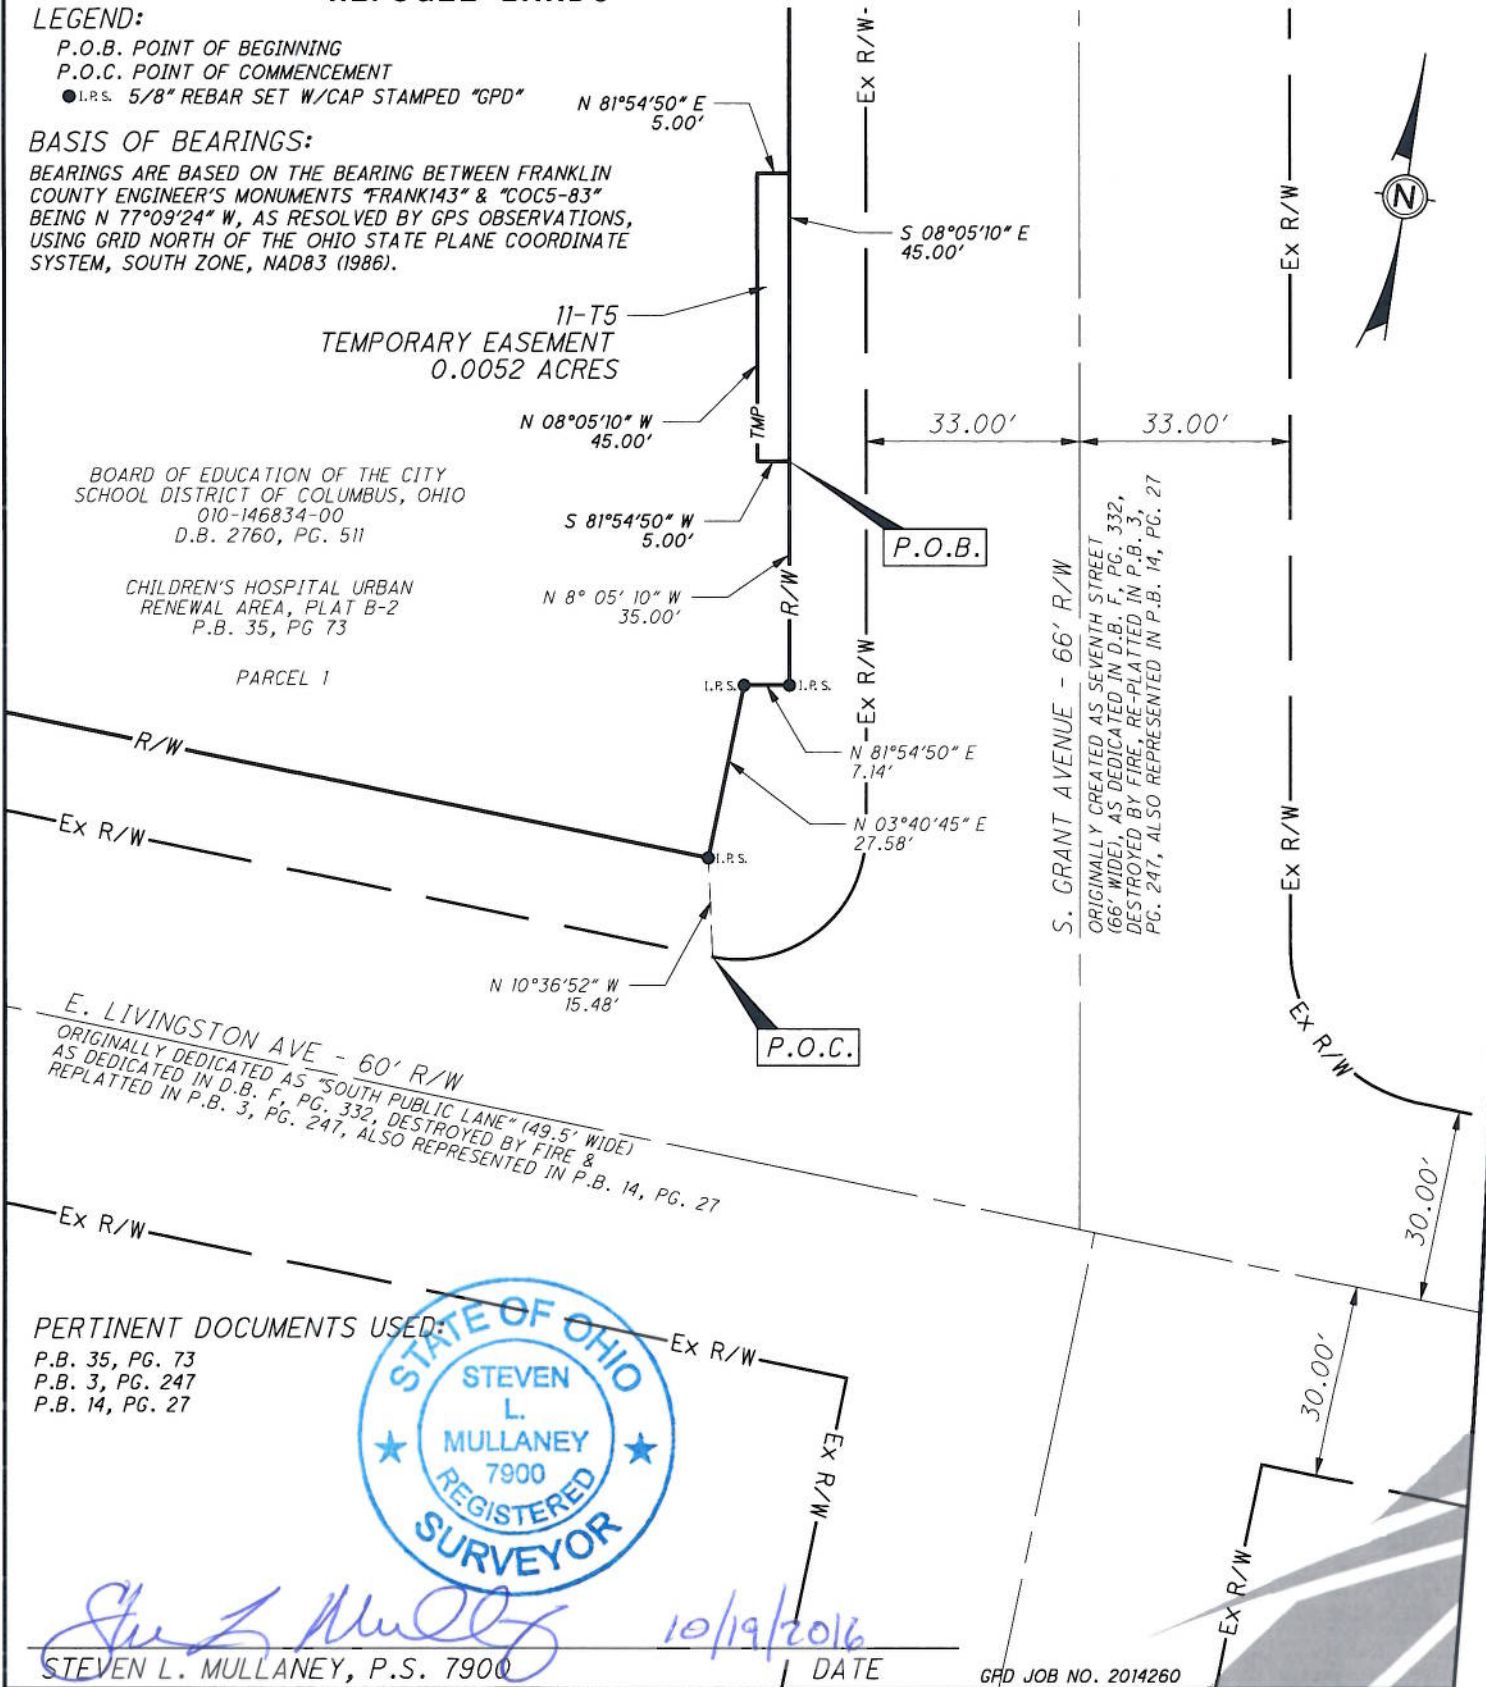 LEGEND:
P.O.B. POINT OF BEGINNING
P.O.C. POINT OF COMMENCEMENT
I.P.S. 5/8" REBAR SET W/CAP STAMPED "GPD"
BASIS OF BEARINGS:
BEARINGS ARE BASED ON THE BEARING BETWEEN FRANKLIN
COUNTY ENGINEER'S MONUMENTS "FRANK143" & "COC5-83"
BEING N 77°09'24" W, AS RESOLVED BY GPS OBSERVATIONS,
USING GRID NORTH OF THE OHIO STATE PLANE COORDINATE
SYSTEM, SOUTH ZONE, NAD83 (1986).
N 81°54'50" E
5.00'
Ex R/W
Ex R/W
N
S 08°05'10" E
45.00'
11-T5
TEMPORARY EASEMENT
0.0052 ACRES
N 08°05'10" W
45.00'
TMP
33.00'
33.00'
BOARD OF EDUCATION OF THE CITY
SCHOOL DISTRICT OF COLUMBUS, OHIO
010-146834-00
D.B. 2760, PG. 511
S 81°54'50" W
5.00'
P.O.B.
CHILDREN'S HOSPITAL URBAN
RENEWAL AREA, PLAT B-2
P.B. 35, PG 73
N 8° 05' 10" W
35.00'
R/W
PARCEL 1
I.P.S.
I.P.S.
Ex R/W
S. GRANT AVENUE - 66' R/W
ORIGINALLY CREATED AS SEVENTH STREET
(66' WIDE), AS DEDICATED IN D.B. F, PG. 332,
DESTROYED BY FIRE, RE-PLATTED IN P.B. 3,
PG. 247, ALSO REPRESENTED IN P.B. 14, PG. 27
R/W
N 81°54'50" E
7.14'
Ex R/W
N 03°40'45" E
27.58'
I.P.S.
Ex R/W
N 10°36'52" W
15.48'
P.O.C.
Ex R/W
E. LIVINGSTON AVE - 60' R/W
ORIGINALLY DEDICATED AS "SOUTH PUBLIC LANE" (49.5' WIDE)
AS DEDICATED IN D.B. F, PG. 332, DESTROYED BY FIRE &
REPLATTED IN P.B. 3, PG. 247, ALSO REPRESENTED IN P.B. 14, PG. 27
30.00'
Ex R/W
30.00'
PERTINENT DOCUMENTS USED:
P.B. 35, PG. 73
P.B. 3, PG. 247
P.B. 14, PG. 27
Ex R/W
Ex R/W
Ex R/W
STATE OF OHIO
STEVEN
L.
MULLANEY
7900
REGISTERED
SURVEYOR
10/19/2016
STEVEN L. MULLANEY, P.S. 7900
DATE
GPD JOB NO. 2014260